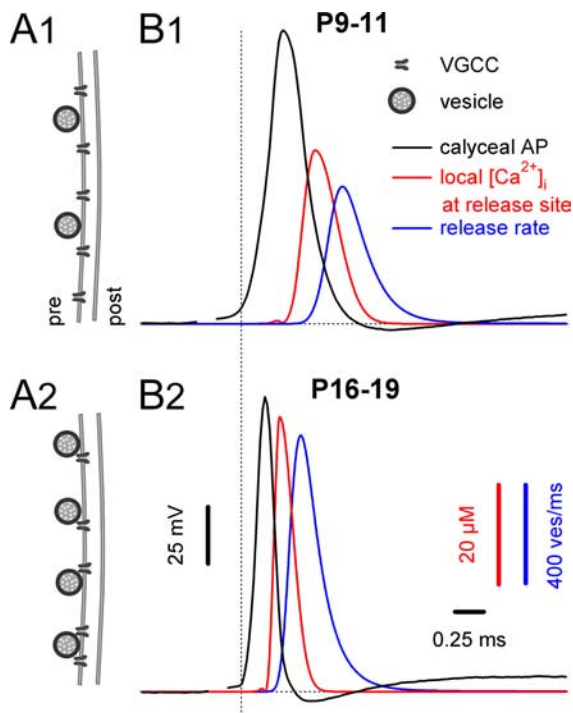 A1
B1
P9-11
VGCC
vesicle
calyceal AP
local [Ca²⁺]ᵢ
at release site
release rate
pre
post
A2
B2
P16-19
25 mV
20 µM
400 ves/ms
0.25 ms